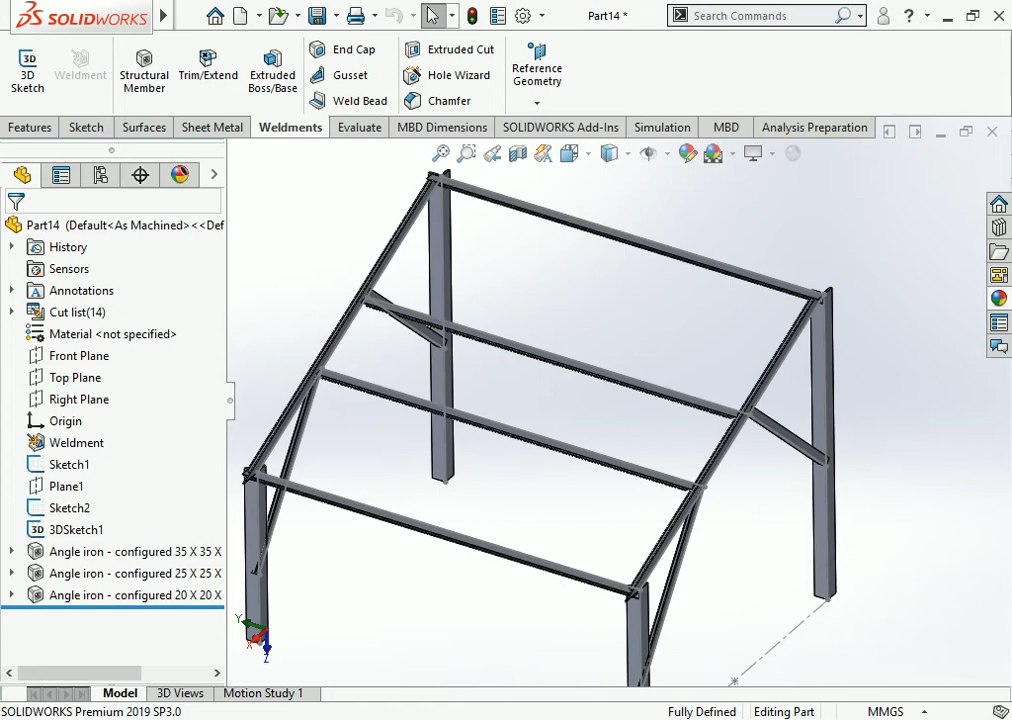 SOLIDWORKS
Part14 *
Search Commands
?
3D
3D
Sketch
Weldment
Structural
Member
Trim/Extend
Extruded
Boss/Base
End Cap
Gusset
Weld Bead
Extruded Cut
Hole Wizard
Chamfer
Reference
Geometry
Features
Sketch
Surfaces
Sheet Metal
Weldments
Evaluate
MBD Dimensions
SOLIDWORKS Add-Ins
Simulation
MBD
Analysis Preparation
Part14 (Default<As Machined><<Def
History
Sensors
Annotations
Cut list(14)
Material <not specified>
Front Plane
Top Plane
Right Plane
Origin
Weldment
Sketch1
Plane1
Sketch2
3D 3DSketch1
Angle iron - configured 35 X 35 X
Angle iron - configured 25 X 25 X
Angle iron - configured 20 X 20 X
Y
X
Z
Model
3D Views
Motion Study 1
SOLIDWORKS Premium 2019 SP3.0
Fully Defined
Editing Part
MMGS